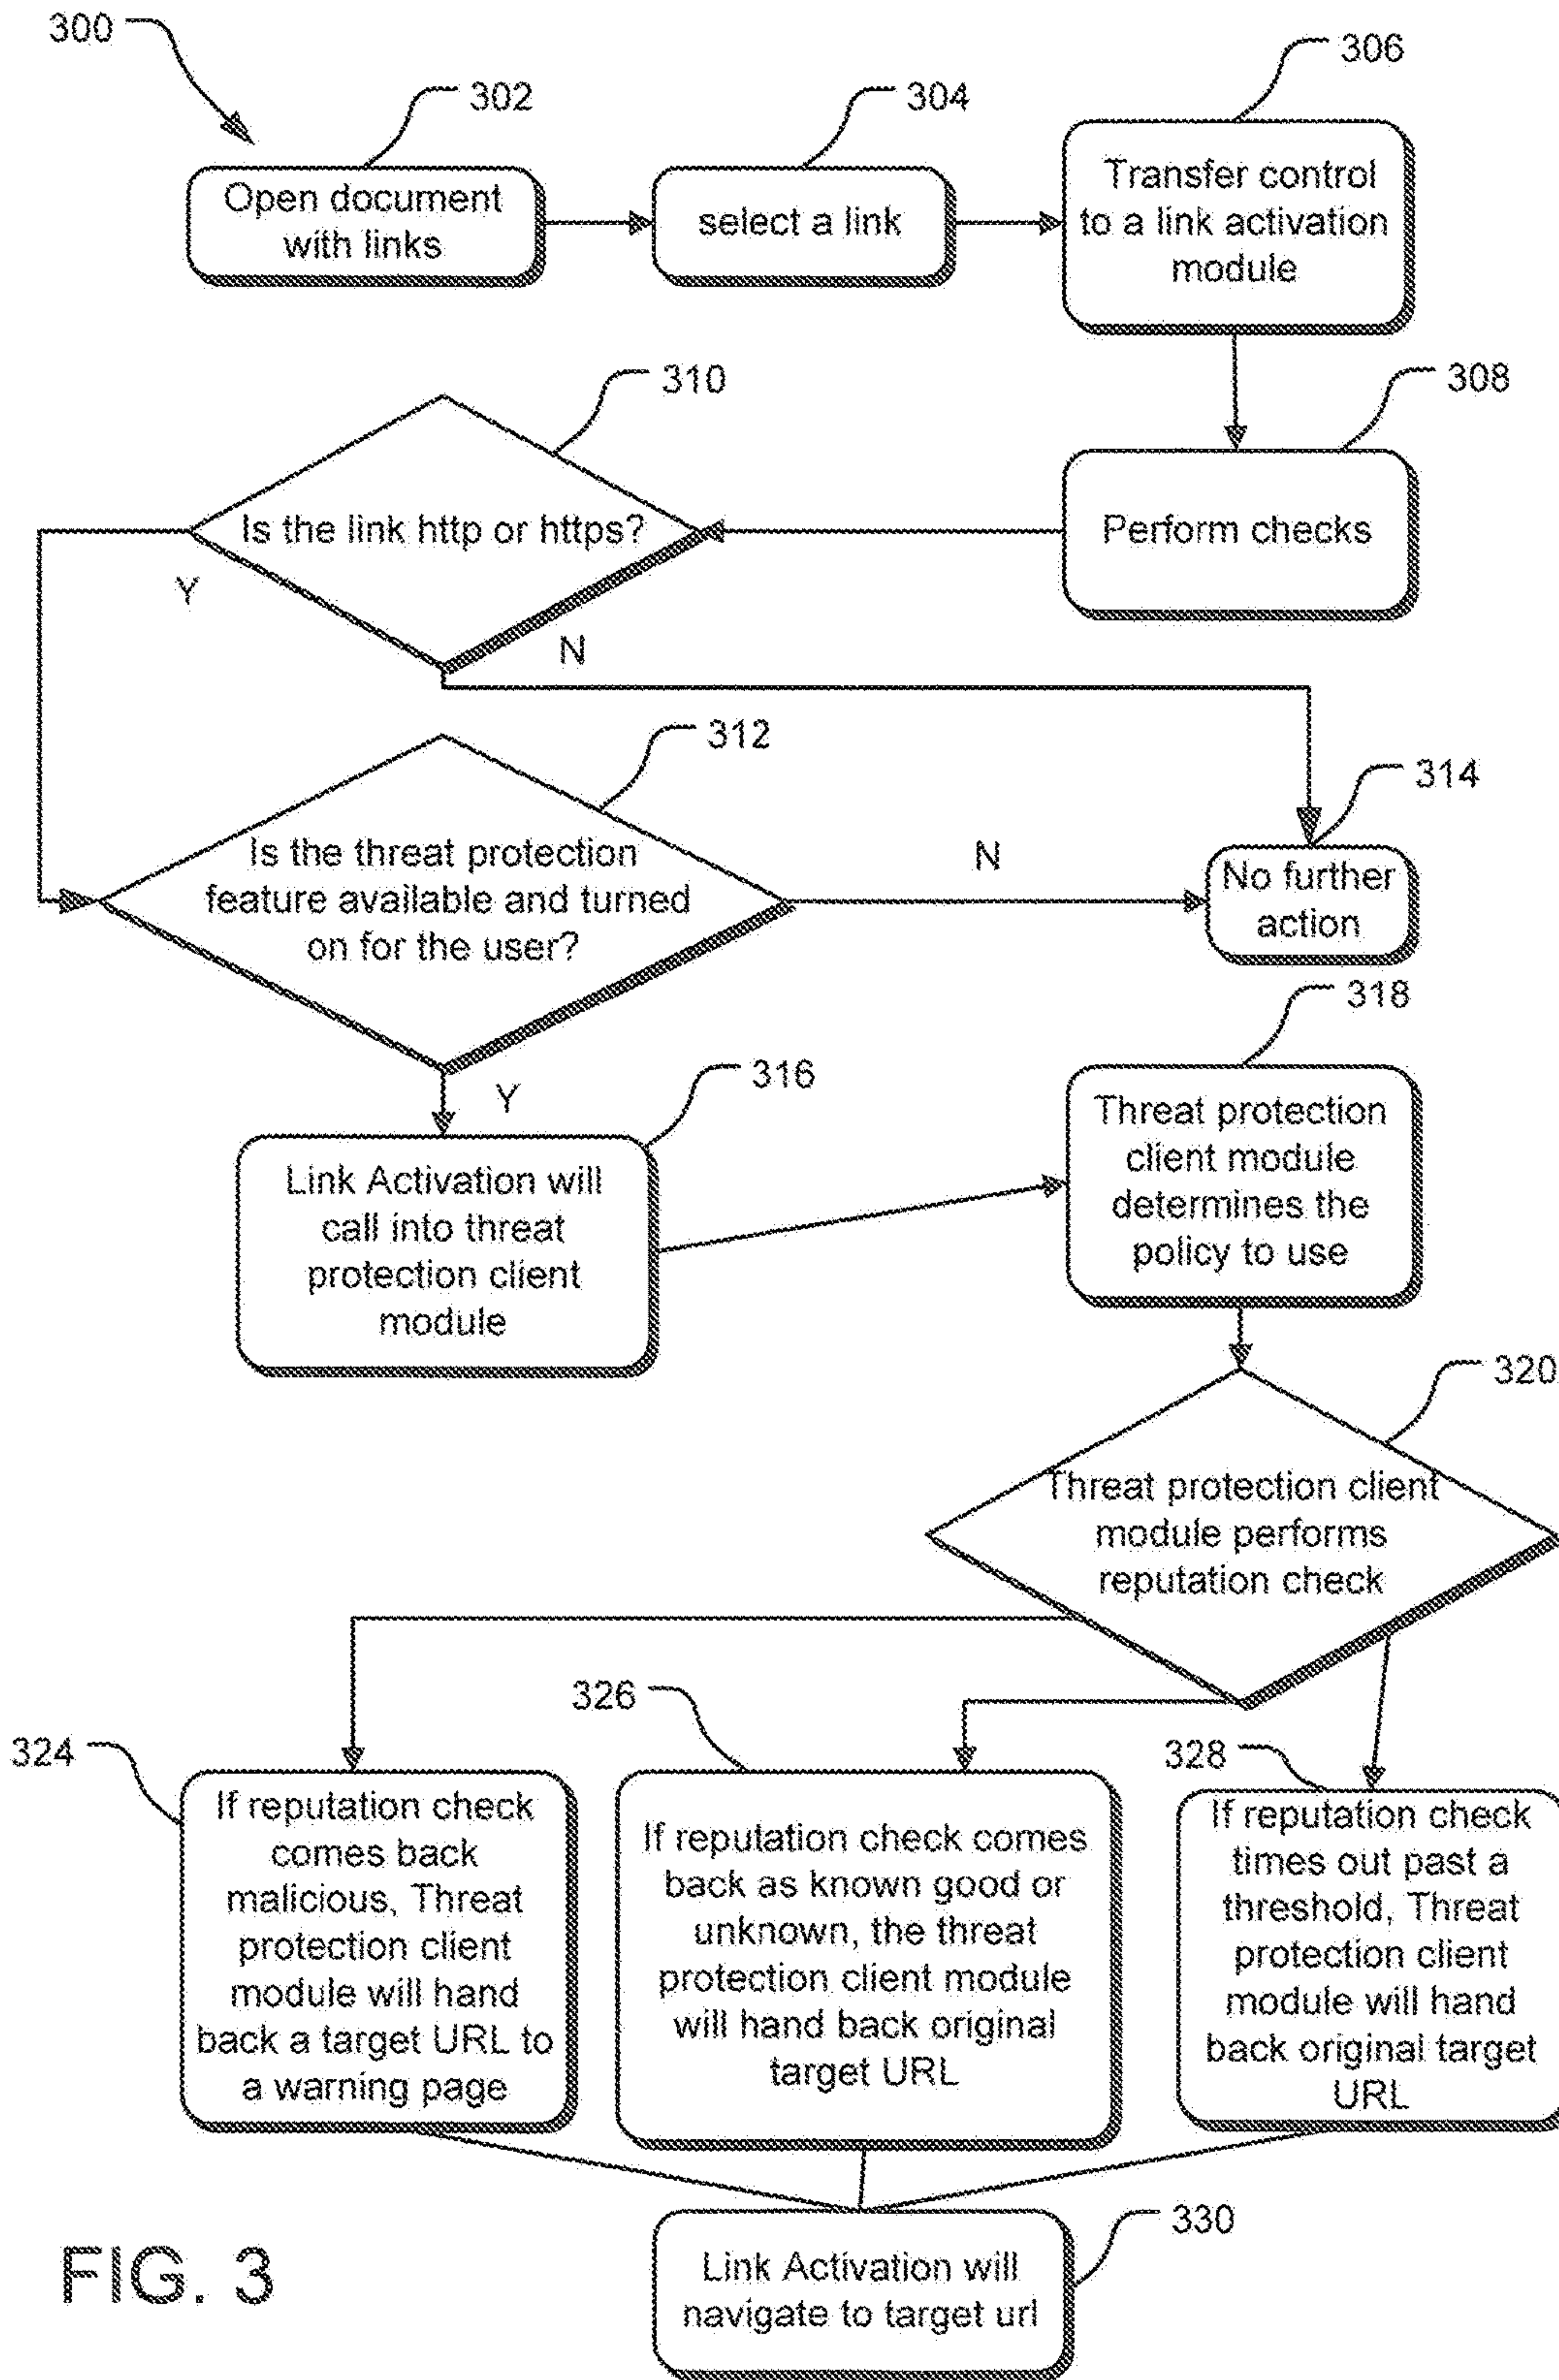 300
302
304
306
Open document
with links
select a link
Transfer control
to a link activation
module
310
308
Is the link http or https?
Perform checks
Y
N
312
314
Is the threat protection
feature available and turned
on for the user?
N
No further
action
Y
316
318
Link Activation will
call into threat
protection client
module
Threat protection
client module
determines the
policy to use
320
Threat protection client
module performs
reputation check
324
326
328
If reputation check
comes back
malicious, Threat
protection client
module will hand
back a target URL to
a warning page
If reputation check comes
back as known good or
unknown, the threat
protection client module
will hand back original
target URL
If reputation check
times out past a
threshold, Threat
protection client
module will hand
back original target
URL
330
Link Activation will
navigate to target url
FIG. 3